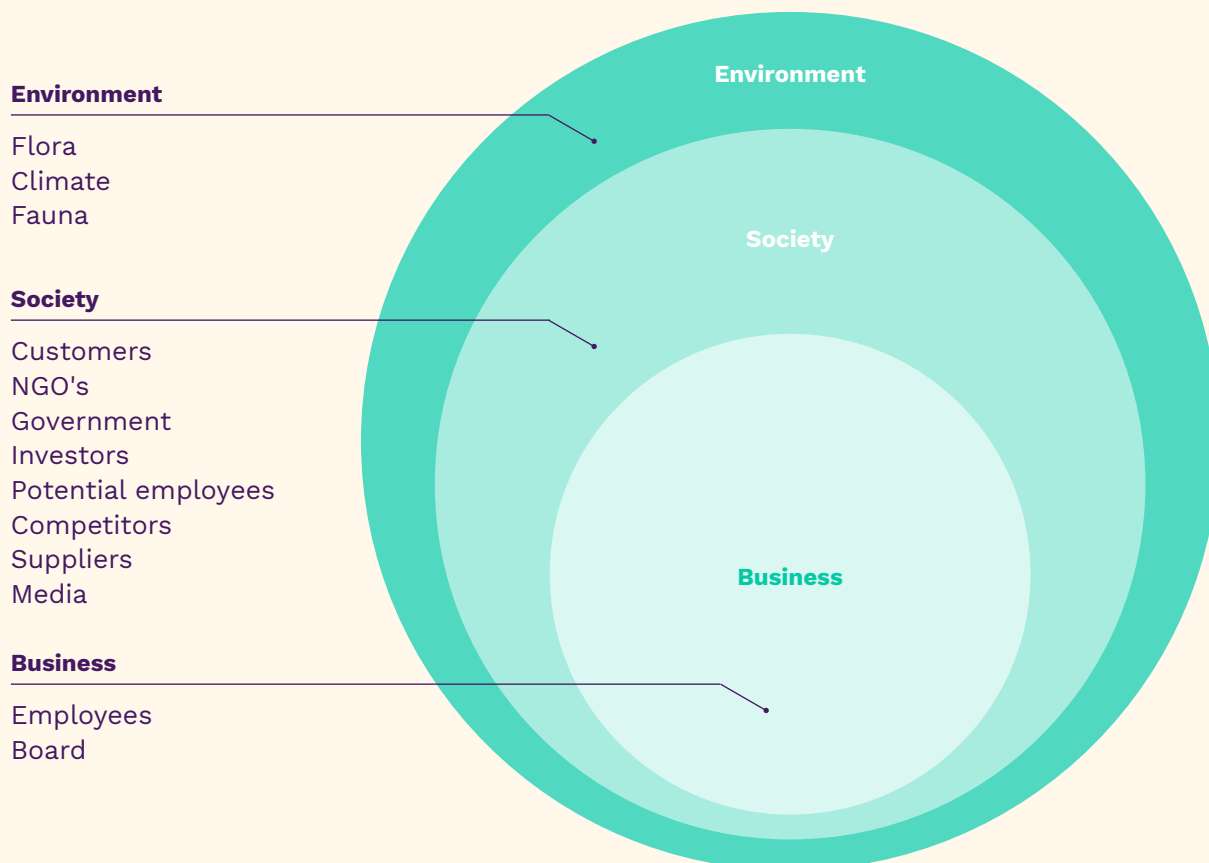 Environment
Flora
Climate
Fauna
Society
Customers
NGO's
Government
Investors
Potential employees
Competitors
Suppliers
Media
Business
Employees
Board
Environment
Society
Business